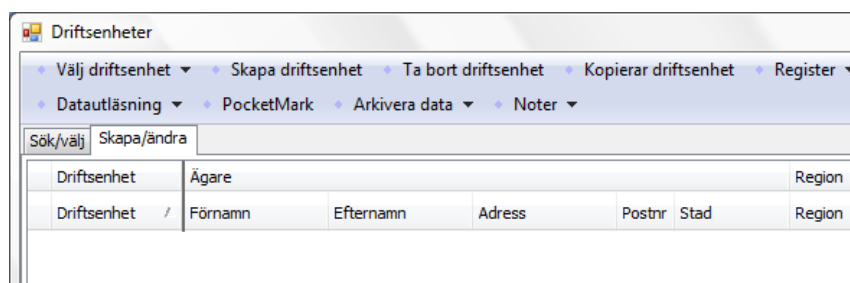 Driftsenheter
Välj driftsenhet Skapa driftsenhet Ta bort driftsenhet Kopierar driftsenhet Register
Datautläsning PocketMark Arkivera data Noter
Sök/välj Skapa/ändra
Driftsenhet Ägare Region
Driftsenhet Förnamn Efternamn Adress Postnr Stad Region